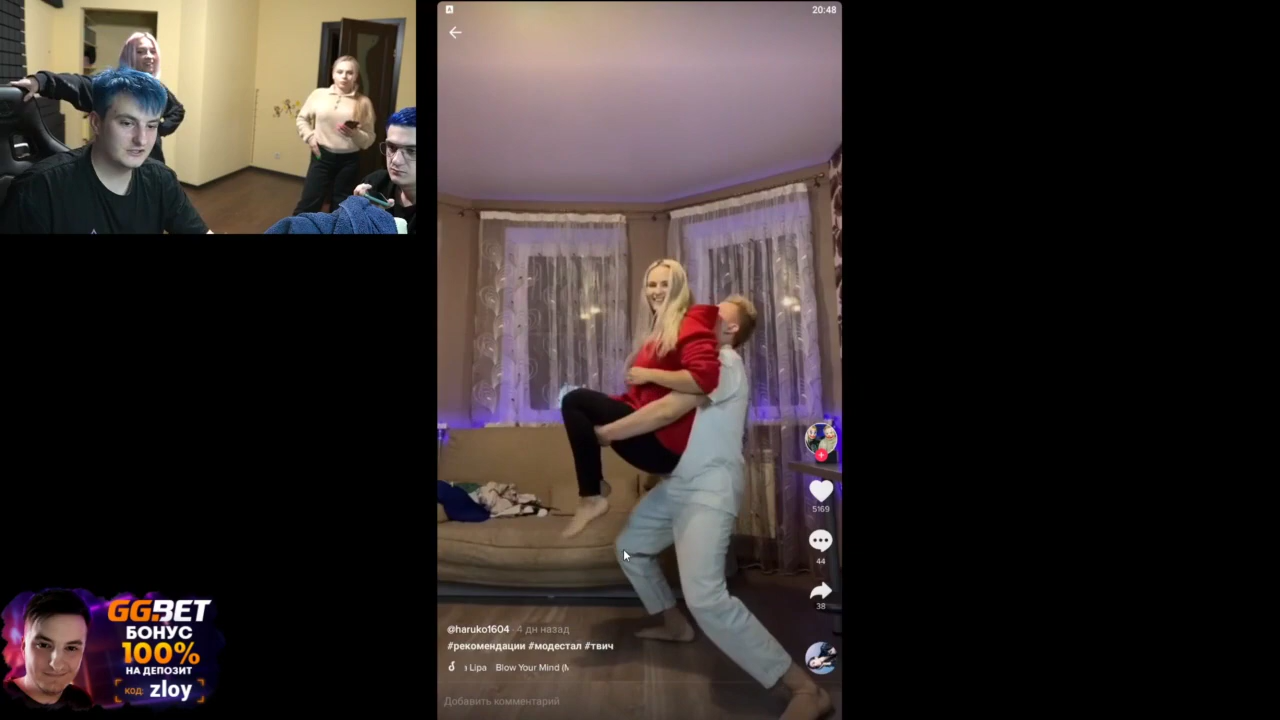 20:48
5169
44
38
@haruko1604 · 4 дн назад
#рекомендации #модестал #твич
Lipa Blow Your Mind (M
Добавить комментарий
GG.BET
БОНУС
100%
НА ДЕПОЗИТ
КОД: zloy